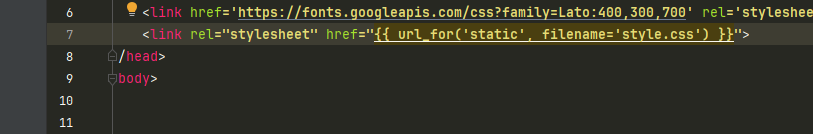 6 <link href='https://fonts.googleapis.com/css?family=Lato:400,300,700' rel='styleshee
7 <link rel="stylesheet" href="{{ url_for('static', filename='style.css') }}">
8 /head>
9 body>
10
11